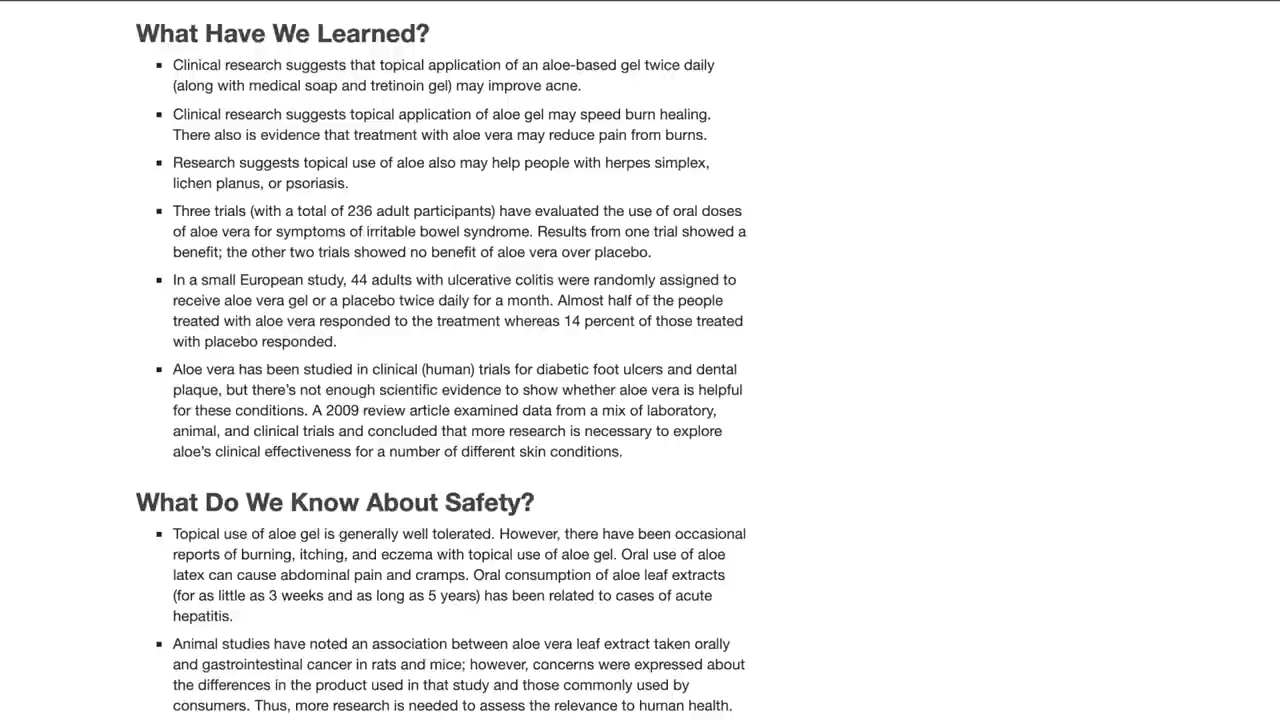 What Have We Learned?
▪ Clinical research suggests that topical application of an aloe-based gel twice daily
(along with medical soap and tretinoin gel) may improve acne.
▪ Clinical research suggests topical application of aloe gel may speed burn healing.
There also is evidence that treatment with aloe vera may reduce pain from burns.
▪ Research suggests topical use of aloe also may help people with herpes simplex,
lichen planus, or psoriasis.
▪ Three trials (with a total of 236 adult participants) have evaluated the use of oral doses
of aloe vera for symptoms of irritable bowel syndrome. Results from one trial showed a
benefit; the other two trials showed no benefit of aloe vera over placebo.
▪ In a small European study, 44 adults with ulcerative colitis were randomly assigned to
receive aloe vera gel or a placebo twice daily for a month. Almost half of the people
treated with aloe vera responded to the treatment whereas 14 percent of those treated
with placebo responded.
▪ Aloe vera has been studied in clinical (human) trials for diabetic foot ulcers and dental
plaque, but there’s not enough scientific evidence to show whether aloe vera is helpful
for these conditions. A 2009 review article examined data from a mix of laboratory,
animal, and clinical trials and concluded that more research is necessary to explore
aloe’s clinical effectiveness for a number of different skin conditions.
What Do We Know About Safety?
▪ Topical use of aloe gel is generally well tolerated. However, there have been occasional
reports of burning, itching, and eczema with topical use of aloe gel. Oral use of aloe
latex can cause abdominal pain and cramps. Oral consumption of aloe leaf extracts
(for as little as 3 weeks and as long as 5 years) has been related to cases of acute
hepatitis.
▪ Animal studies have noted an association between aloe vera leaf extract taken orally
and gastrointestinal cancer in rats and mice; however, concerns were expressed about
the differences in the product used in that study and those commonly used by
consumers. Thus, more research is needed to assess the relevance to human health.